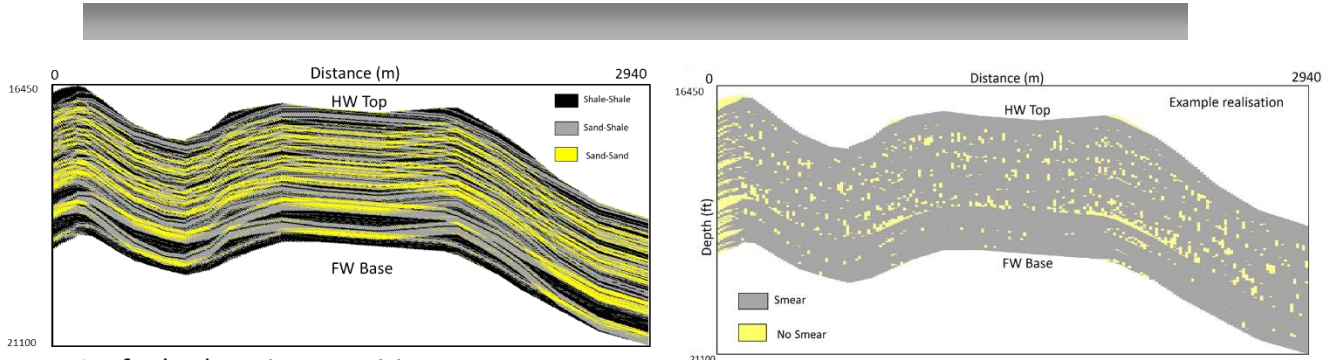 0 Distance (m) 2940
16450
HW Top
Shale-Shale
Sand-Shale
Sand-Sand
FW Base
21100
0 Distance (m) 2940
16450
Example realisation
HW Top
Depth (ft)
FW Base
Smear
No Smear
21100